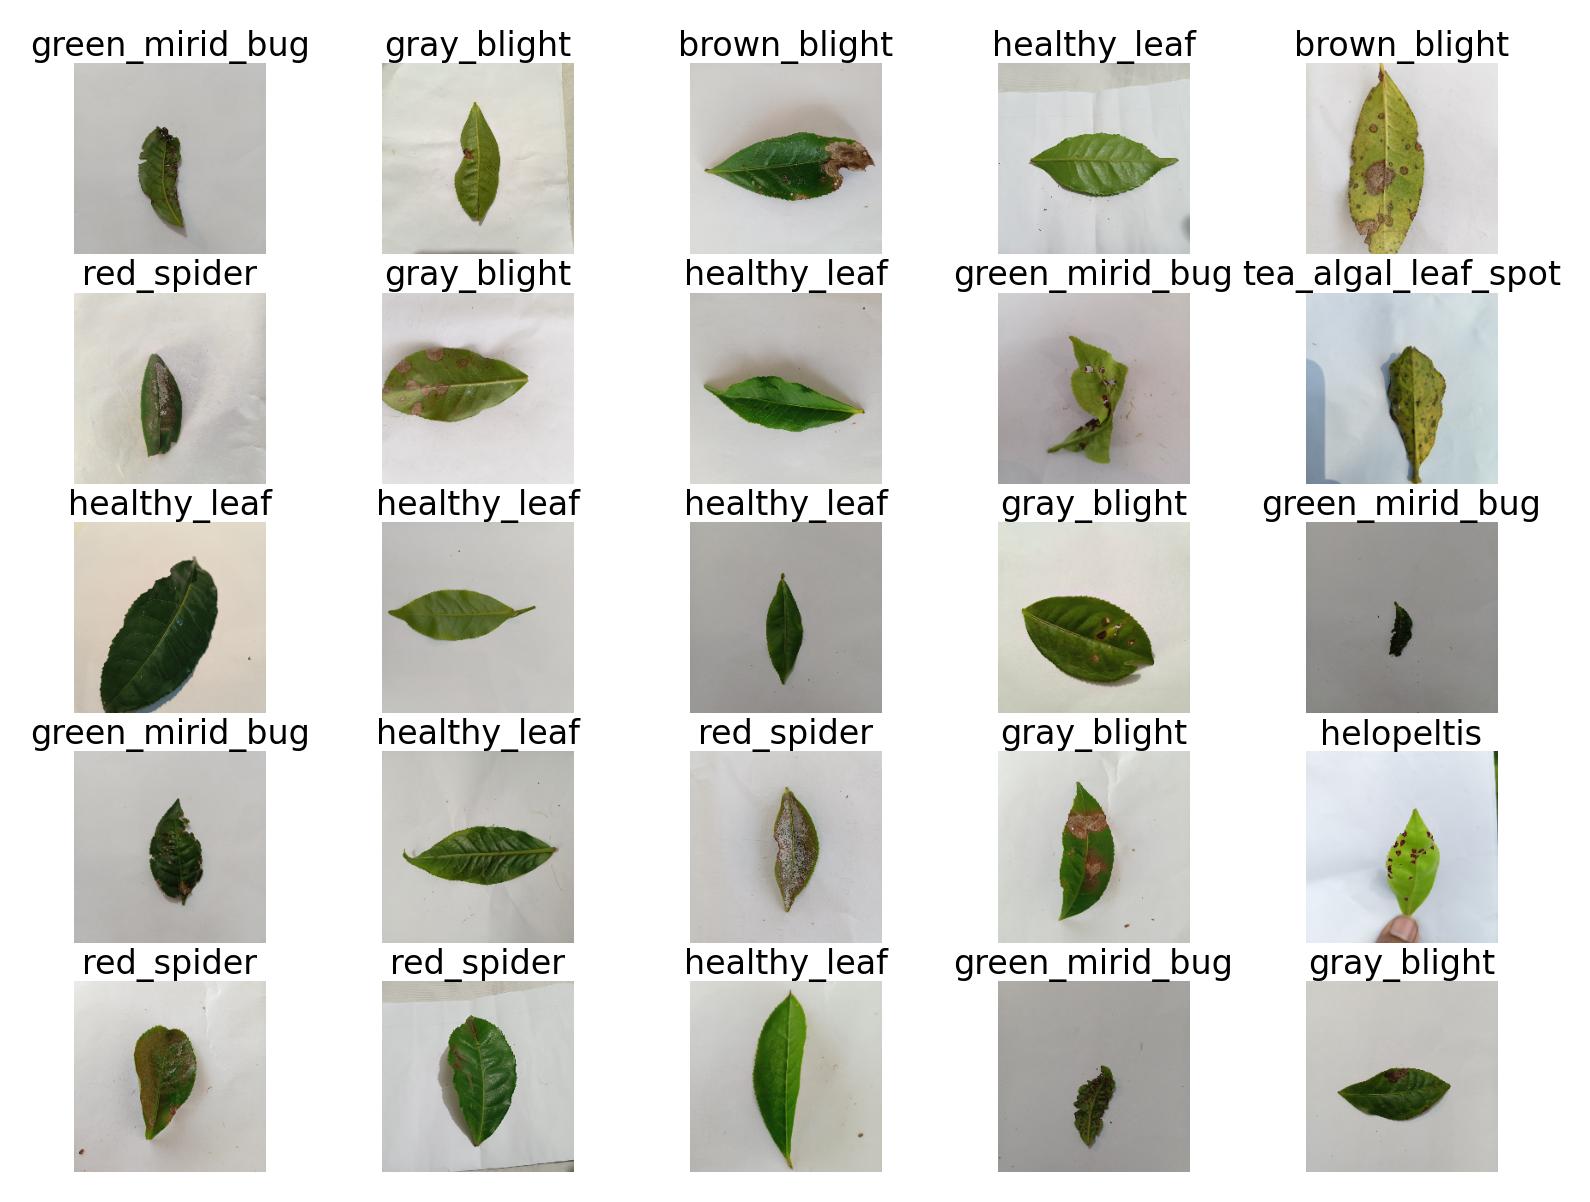 green_mirid_bug gray_blight brown_blight healthy_leaf brown_blight
red_spider gray_blight healthy_leaf green_mirid_bug tea_algal_leaf_spot
healthy_leaf healthy_leaf healthy_leaf gray_blight green_mirid_bug
green_mirid_bug healthy_leaf red_spider gray_blight helopeltis
red_spider red_spider healthy_leaf green_mirid_bug gray_blight